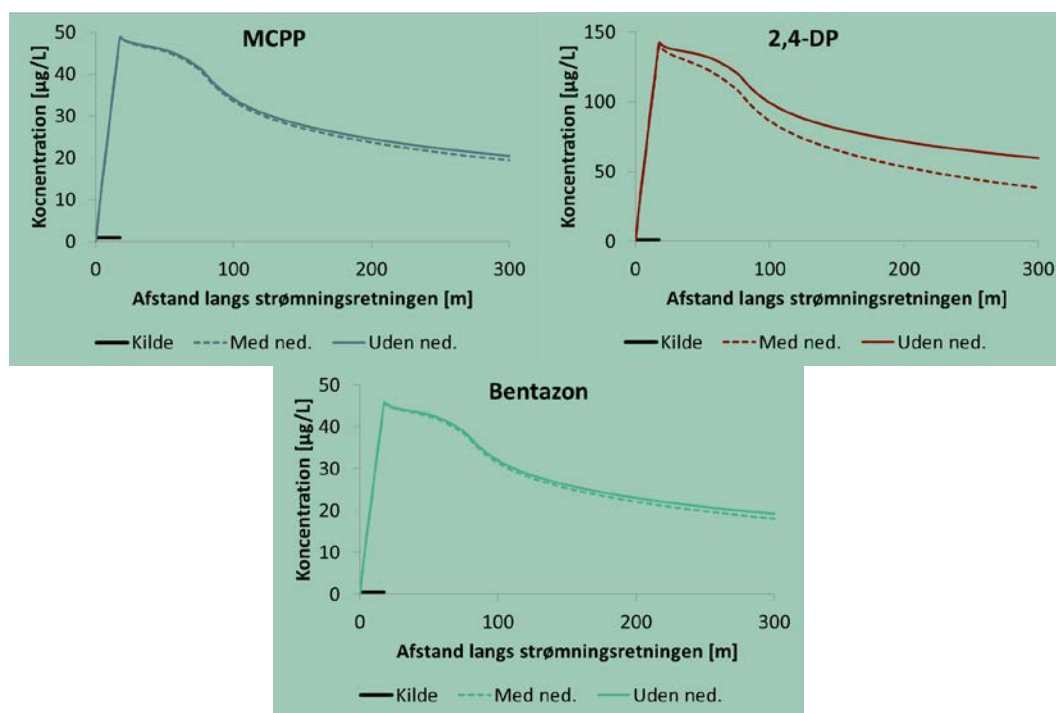 MCPP
Kocnentration [µg/L]
50
40
30
20
10
0
0 100 200 300
Afstand langs strømningsretningen [m]
Kilde Med ned. Uden ned.
2,4-DP
Koncentration [µg/L]
150
100
50
0
0 100 200 300
Afstand langs strømningsretningen [m]
Kilde Med ned. Uden ned.
Bentazon
Koncentration [µg/L]
50
40
30
20
10
0
0 100 200 300
Afstand langs strømningsretningen [m]
Kilde Med ned. Uden ned.